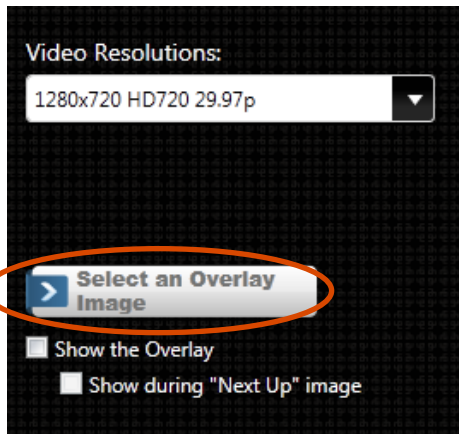 Video Resolutions:
1280x720 HD720 29.97p
Select an Overlay
Image
Show the Overlay
Show during "Next Up" image